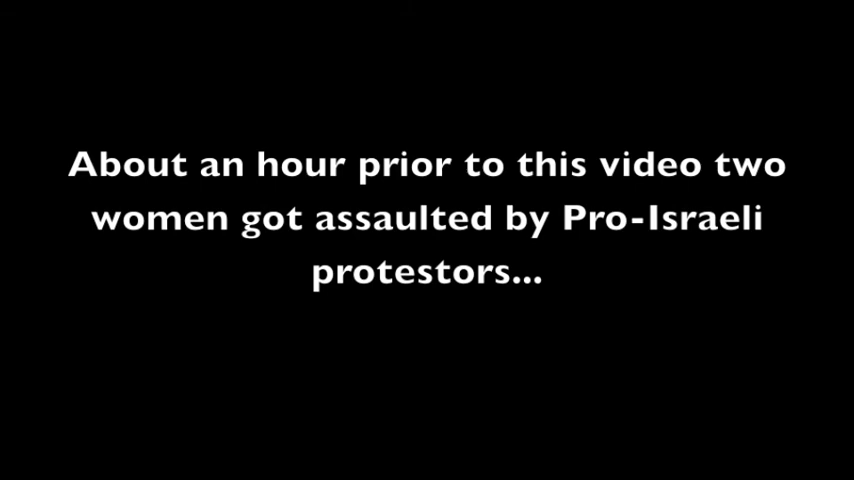 About an hour prior to this video two
women got assaulted by Pro-Israeli
protestors...